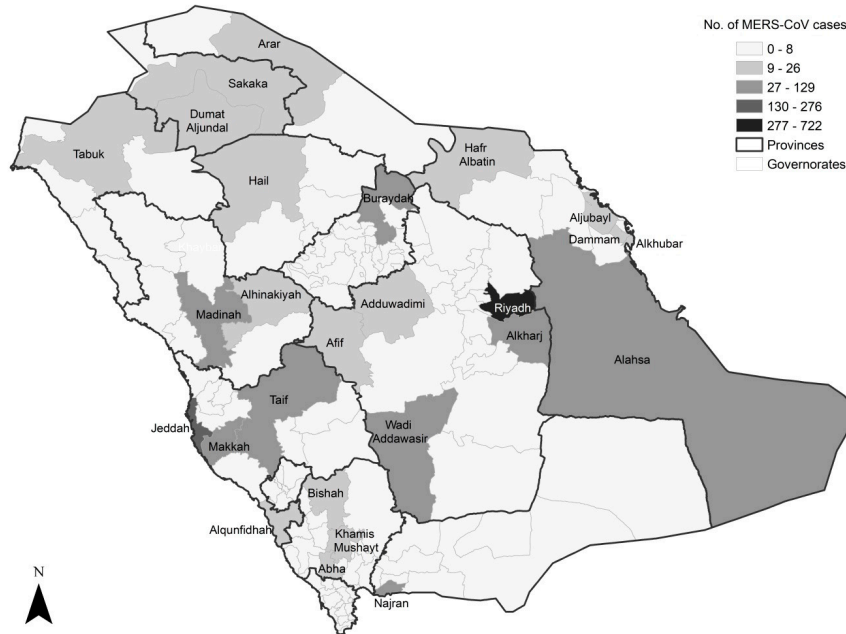 No. of MERS-CoV cases
0 - 8
9 - 26
27 - 129
130 - 276
277 - 722
Provinces
Governorates
Arar
Sakaka
Dumat
Aljundal
Tabuk
Hail
Hafr
Albatin
Buraydah
Aljubayl
Dammam
Alkhubar
Alhinakiyah
Adduwadimi
Madinah
Riyadh
Afif
Alkharj
Alahsa
Taif
Jeddah
Makkah
Wadi
Addawasir
Bishah
Alqunfidhah
Khamis
Mushayt
Abha
Najran
N